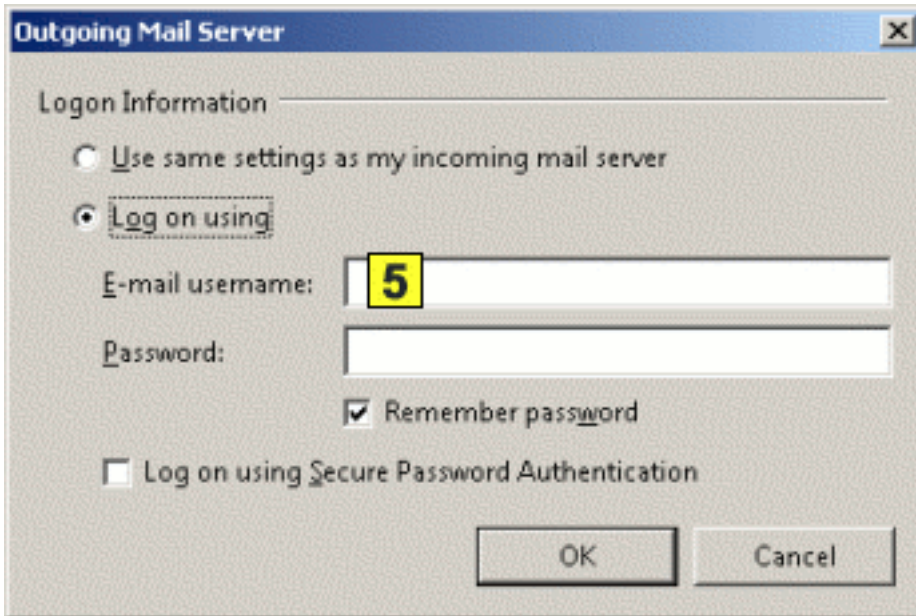 Outgoing Mail Server
Logon Information
Use same settings as my incoming mail server
Log on using
E-mail username: 5
Password:
Remember password
Log on using Secure Password Authentication
OK Cancel